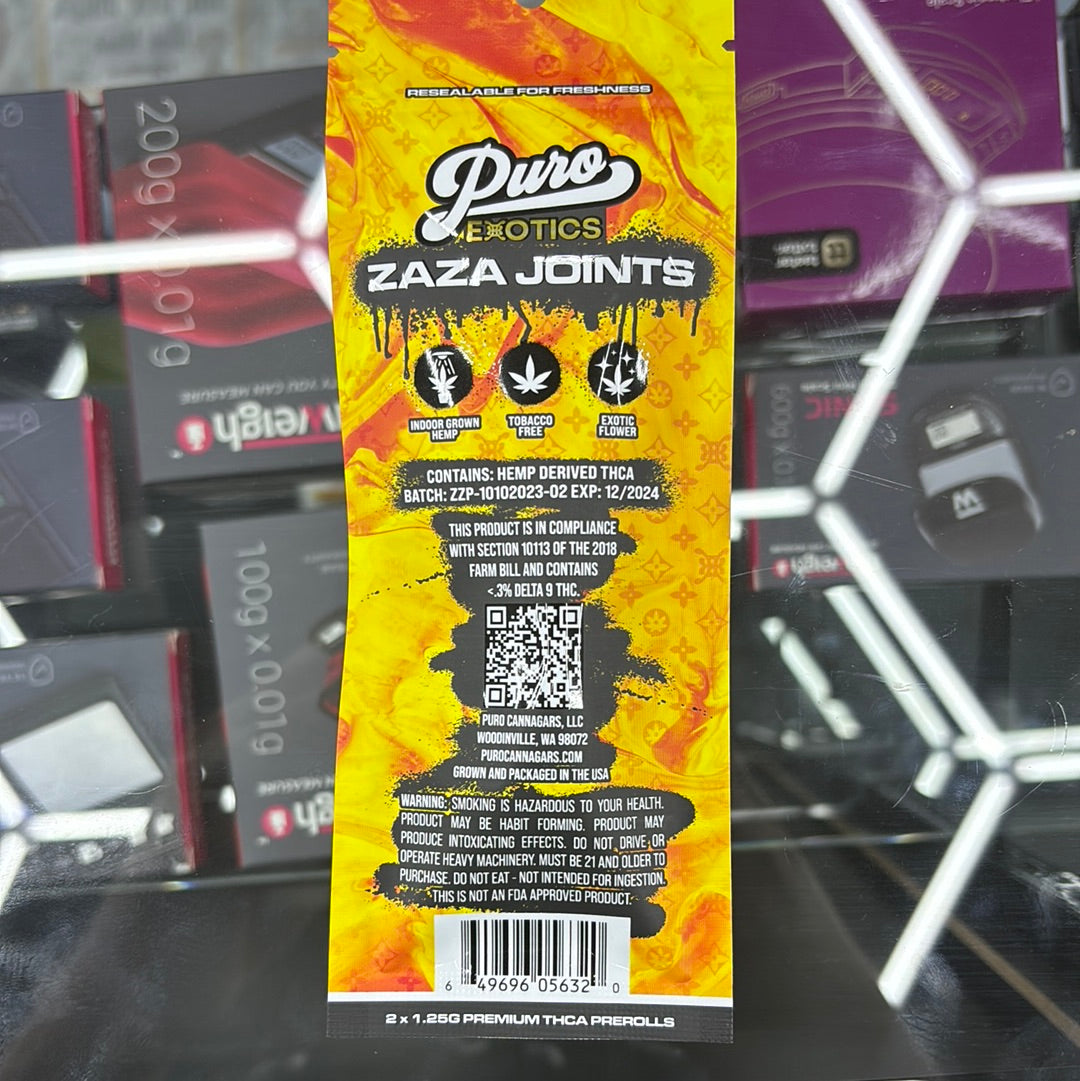 RESEALABLE FOR FRESHNESS
Puro
EXOTICS
ZAZA JOINTS
INDOOR GROWN
HEMP
TOBACCO
FREE
EXOTIC
FLOWER
CONTAINS: HEMP DERIVED THCA
BATCH: ZZP-10102023-02 EXP: 12/2024
THIS PRODUCT IS IN COMPLIANCE
WITH SECTION 10113 OF THE 2018
FARM BILL AND CONTAINS
<.3% DELTA 9 THC.
PURO CANNAGARS, LLC
WOODINVILLE, WA 98072
PUROCANNAGARS.COM
GROWN AND PACKAGED IN THE USA
WARNING: SMOKING IS HAZARDOUS TO YOUR HEALTH.
PRODUCT MAY BE HABIT FORMING. PRODUCT MAY
PRODUCE INTOXICATING EFFECTS. DO NOT DRIVE OR
OPERATE HEAVY MACHINERY. MUST BE 21 AND OLDER TO
PURCHASE. DO NOT EAT - NOT INTENDED FOR INGESTION.
THIS IS NOT AN FDA APPROVED PRODUCT.
6 49696 05632 0
2 x 1.25G PREMIUM THCA PREROLLS
200g x 0.01g
YOU CAN MEASURE
Weigh
100g x 0.01g
MEASURE